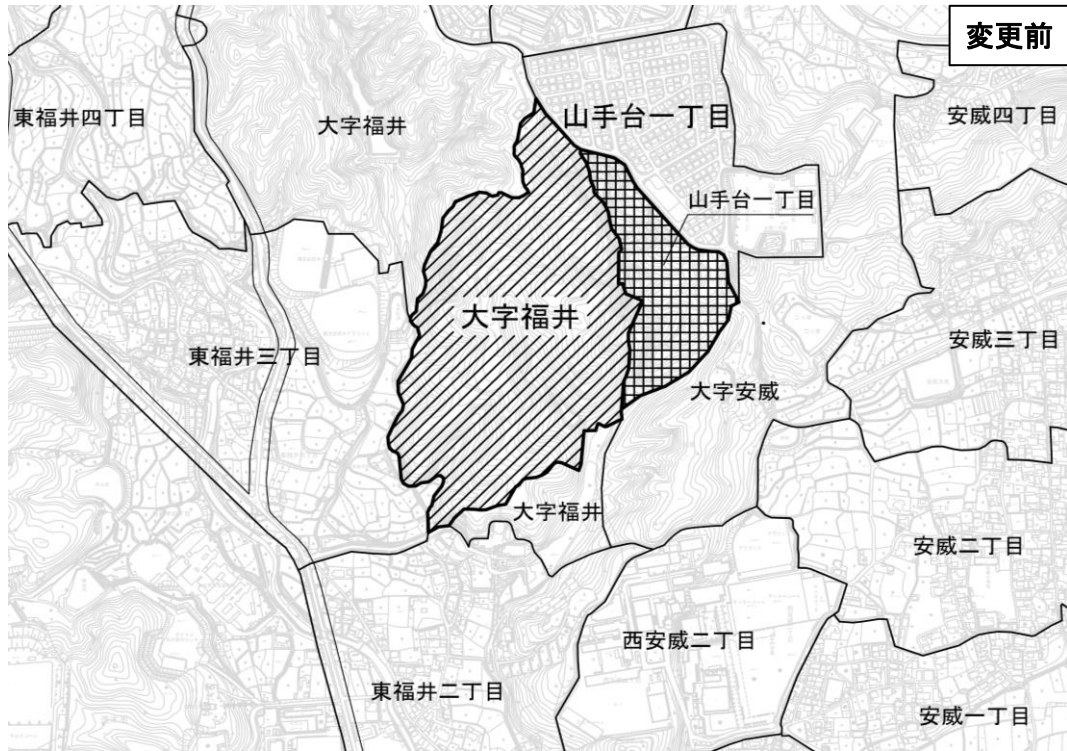 変更前
東福井四丁目
大字福井
山手台一丁目
安威四丁目
山手台一丁目
大字福井
東福井三丁目
安威三丁目
大字安威
大字福井
安威二丁目
西安威二丁目
東福井二丁目
安威一丁目